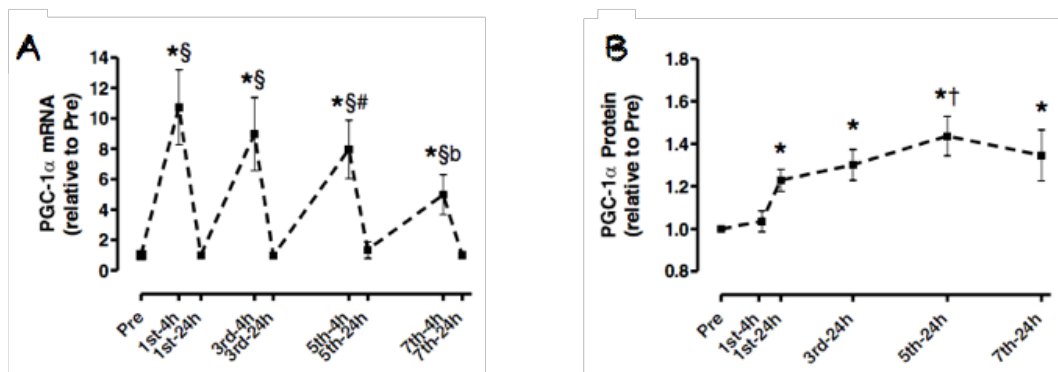 A
PGC-1α mRNA
(relative to Pre)
14
12
10
8
6
4
2
0
*§
*§
*§#
*§b
Pre
1st-4h
1st-24h
3rd-4h
3rd-24h
5th-4h
5th-24h
7th-4h
7th-24h
B
PGC-1α Protein
(relative to Pre)
1.8
1.6
1.4
1.2
1.0
0.8
*
*
*†
*
Pre
1st-4h
1st-24h
3rd-24h
5th-24h
7th-24h